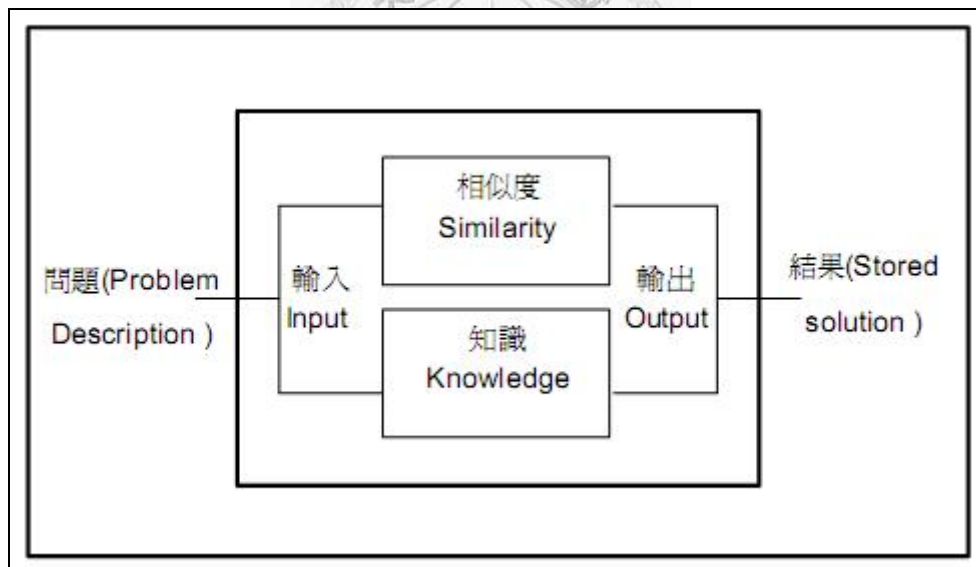 問題(Problem
Description )
輸入
Input
相似度
Similarity
知識
Knowledge
輸出
Output
結果(Stored
solution )